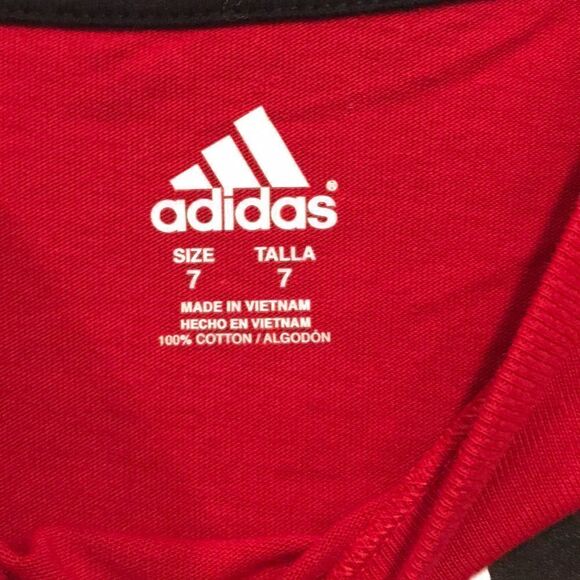 adidas®
SIZE TALLA
7 7
MADE IN VIETNAM
HECHO EN VIETNAM
100% COTTON / ALGODÓN